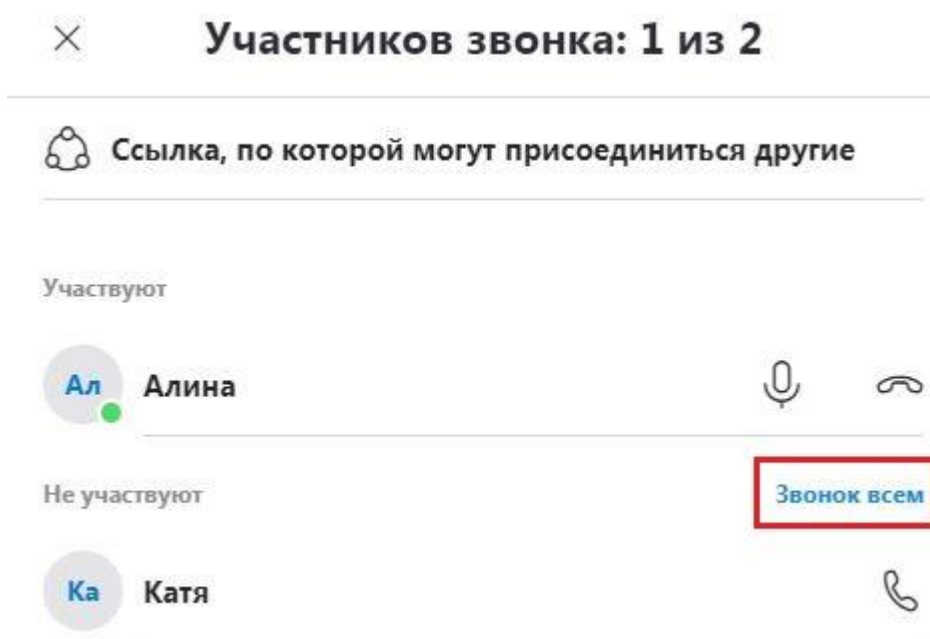 Участников звонка: 1 из 2
Ссылка, по которой могут присоединиться другие
Участвуют
Ал Алина
Не участвуют Звонок всем
Ка Катя